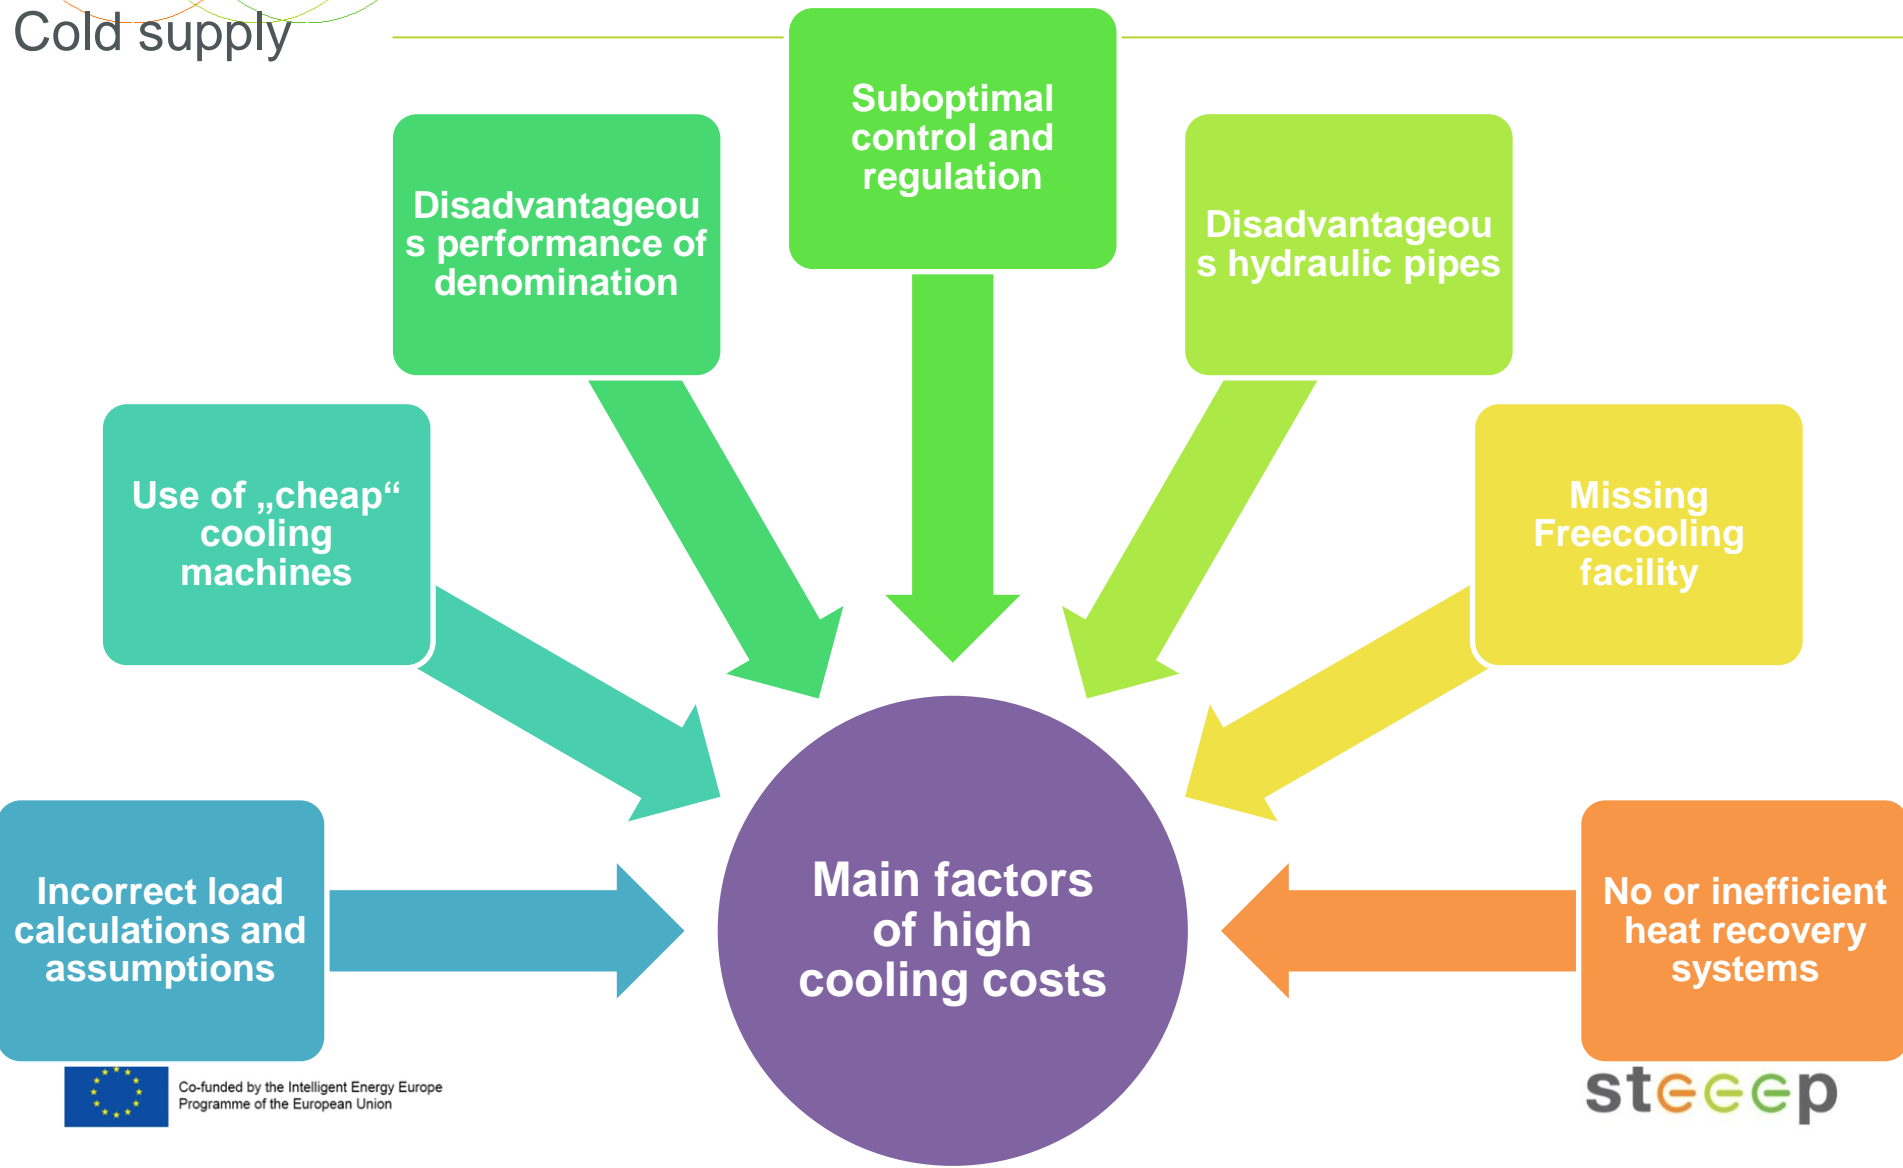 Cold supply
Suboptimal
control and
regulation
Disadvantageou
s performance of
denomination
Disadvantageou
s hydraulic pipes
Use of „cheap“
cooling
machines
Missing
Freecooling
facility
Incorrect load
calculations and
assumptions
Main factors
of high
cooling costs
No or inefficient
heat recovery
systems
Co-funded by the Intelligent Energy Europe
Programme of the European Union
steeep